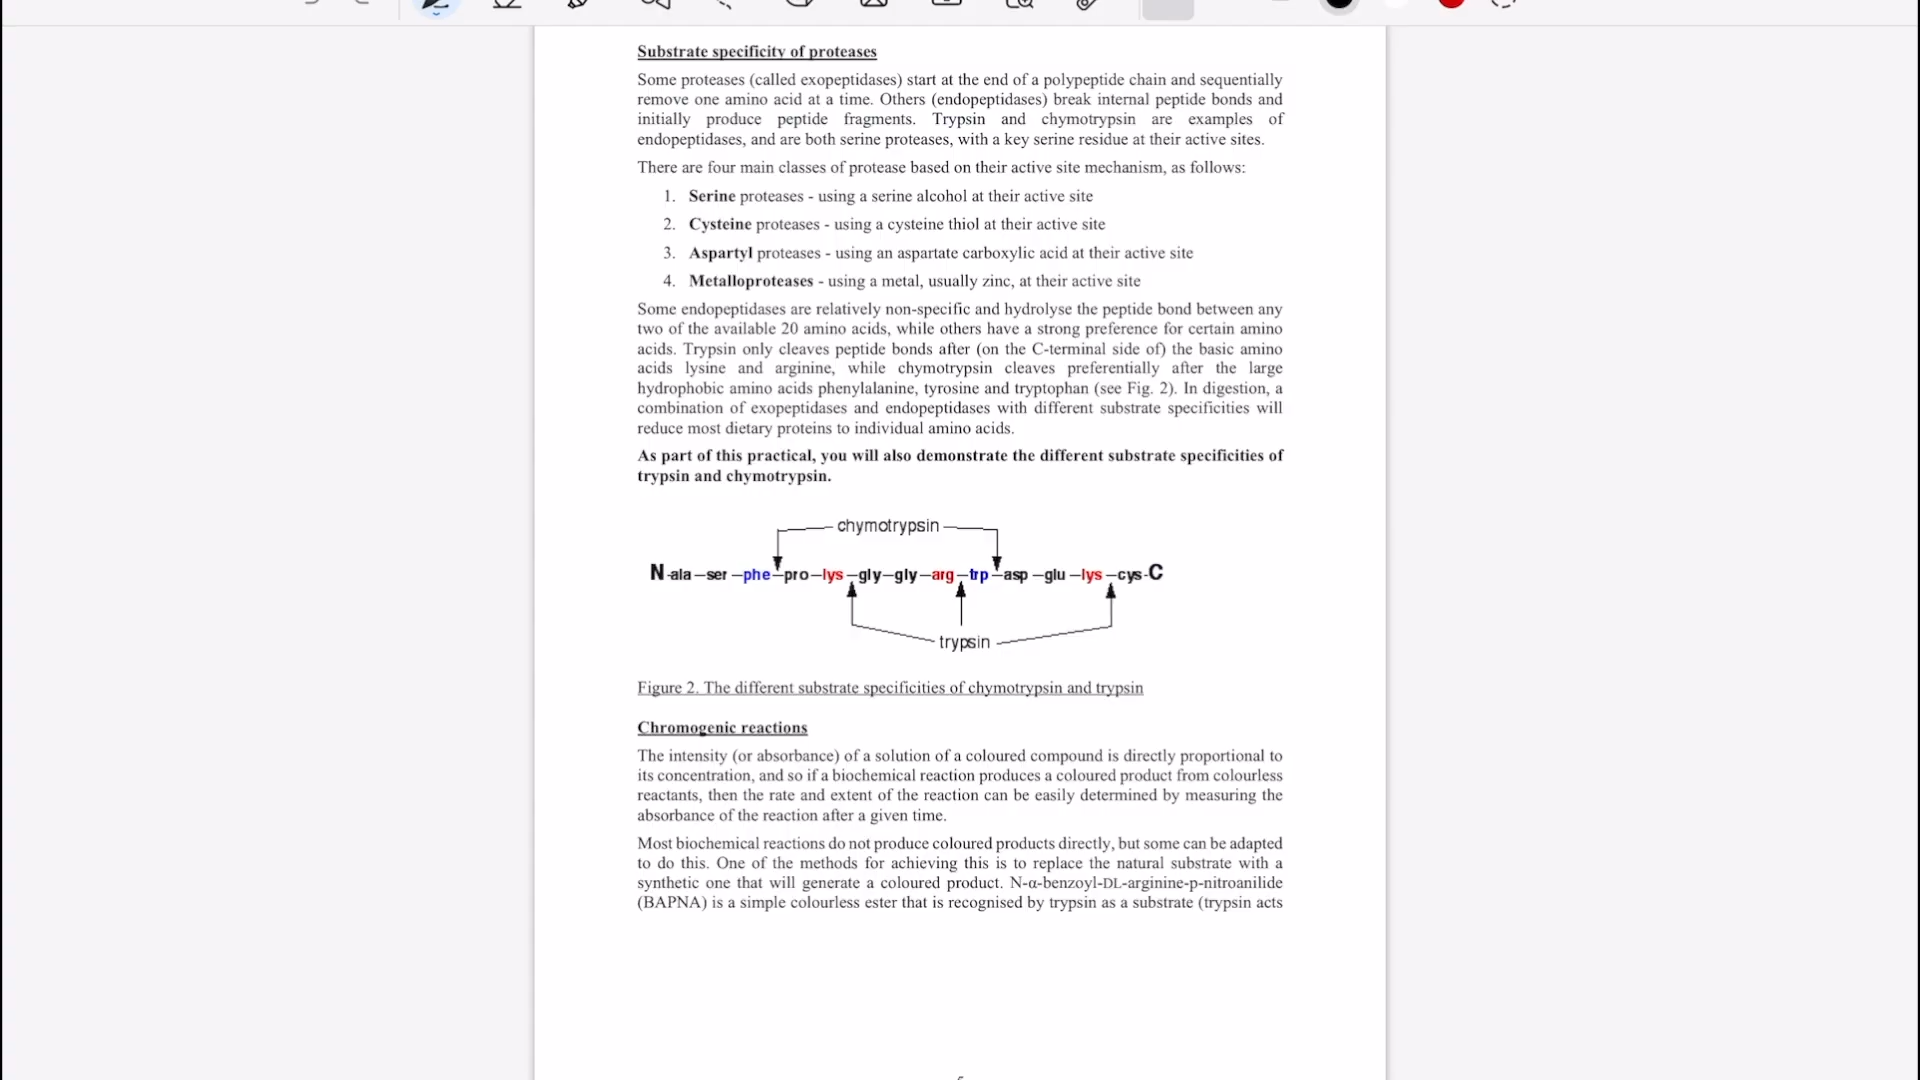 Substrate specificity of proteases
Some proteases (called exopeptidases) start at the end of a polypeptide chain and sequentially
remove one amino acid at a time. Others (endopeptidases) break internal peptide bonds and
initially produce peptide fragments. Trypsin and chymotrypsin are examples of
endopeptidases, and are both serine proteases, with a key serine residue at their active sites.
There are four main classes of protease based on their active site mechanism, as follows:
1. Serine proteases - using a serine alcohol at their active site
2. Cysteine proteases - using a cysteine thiol at their active site
3. Aspartyl proteases - using an aspartate carboxylic acid at their active site
4. Metalloproteases - using a metal, usually zinc, at their active site
Some endopeptidases are relatively non-specific and hydrolyse the peptide bond between any
two of the available 20 amino acids, while others have a strong preference for certain amino
acids. Trypsin only cleaves peptide bonds after (on the C-terminal side of) the basic amino
acids lysine and arginine, while chymotrypsin cleaves preferentially after the large
hydrophobic amino acids phenylalanine, tyrosine and tryptophan (see Fig. 2). In digestion, a
combination of exopeptidases and endopeptidases with different substrate specificities will
reduce most dietary proteins to individual amino acids.
As part of this practical, you will also demonstrate the different substrate specificities of
trypsin and chymotrypsin.
chymotrypsin
N-ala–ser–phe–pro–lys–gly–gly–arg–trp–asp–glu–lys–cys-C
trypsin
Figure 2. The different substrate specificities of chymotrypsin and trypsin
Chromogenic reactions
The intensity (or absorbance) of a solution of a coloured compound is directly proportional to
its concentration, and so if a biochemical reaction produces a coloured product from colourless
reactants, then the rate and extent of the reaction can be easily determined by measuring the
absorbance of the reaction after a given time.
Most biochemical reactions do not produce coloured products directly, but some can be adapted
to do this. One of the methods for achieving this is to replace the natural substrate with a
synthetic one that will generate a coloured product. N-α-benzoyl-DL-arginine-p-nitroanilide
(BAPNA) is a simple colourless ester that is recognised by trypsin as a substrate (trypsin acts